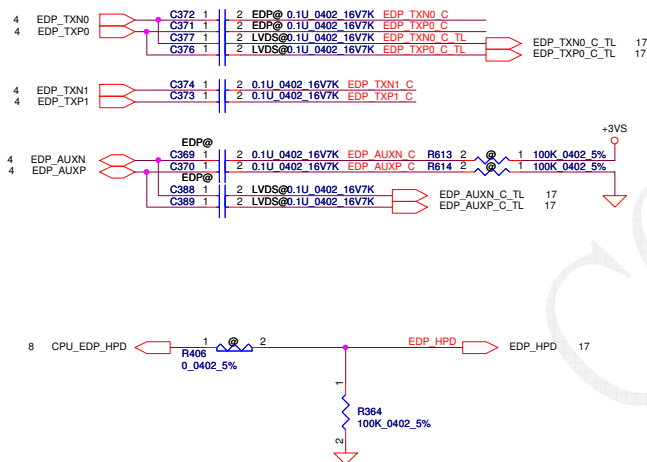 4 EDP_TXN0 C372 1 2 EDP@ 0.1U_0402_16V7K EDP_TXN0_C
4 EDP_TXP0 C371 1 2 EDP@ 0.1U_0402_16V7K EDP_TXP0_C
C377 1 2 LVDS@0.1U_0402_16V7K EDP_TXN0_C_TL EDP_TXN0_C_TL 17
C376 1 2 LVDS@0.1U_0402_16V7K EDP_TXP0_C_TL EDP_TXP0_C_TL 17
4 EDP_TXN1 C374 1 2 0.1U_0402_16V7K EDP_TXN1_C
4 EDP_TXP1 C373 1 2 0.1U_0402_16V7K EDP_TXP1_C
+3VS
EDP@
4 EDP_AUXN C369 1 2 0.1U_0402_16V7K EDP_AUXN_C R613 2 @ 1 100K_0402_5%
4 EDP_AUXP C370 1 2 0.1U_0402_16V7K EDP_AUXP_C R614 2 @ 1 100K_0402_5%
EDP@
C388 1 2 LVDS@0.1U_0402_16V7K EDP_AUXN_C_TL 17
C389 1 2 LVDS@0.1U_0402_16V7K EDP_AUXP_C_TL 17
8 CPU_EDP_HPD 1 @ 2 EDP_HPD EDP_HPD 17
R406
0_0402_5%
1
R364
100K_0402_5%
2